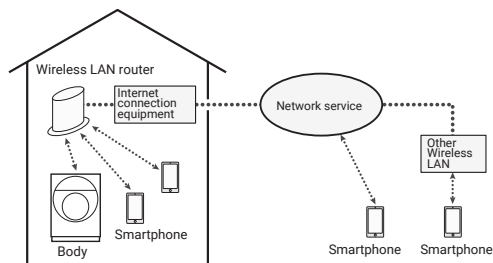 Wireless LAN router
Internet
connection
equipment
Network service
Other
Wireless
LAN
Smartphone
Body
Smartphone
Smartphone